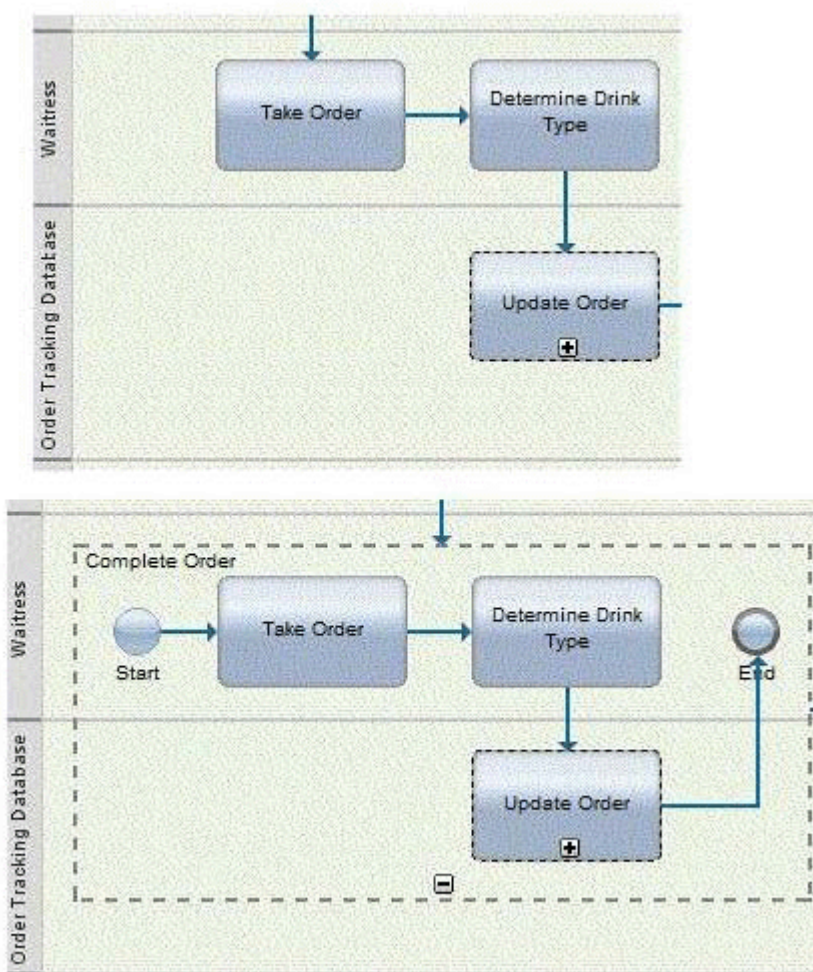 Waitress
Take Order
Determine Drink
Type
Order Tracking Database
Update Order
Waitress
Complete Order
Start
Take Order
Determine Drink
Type
End
Order Tracking Database
Update Order